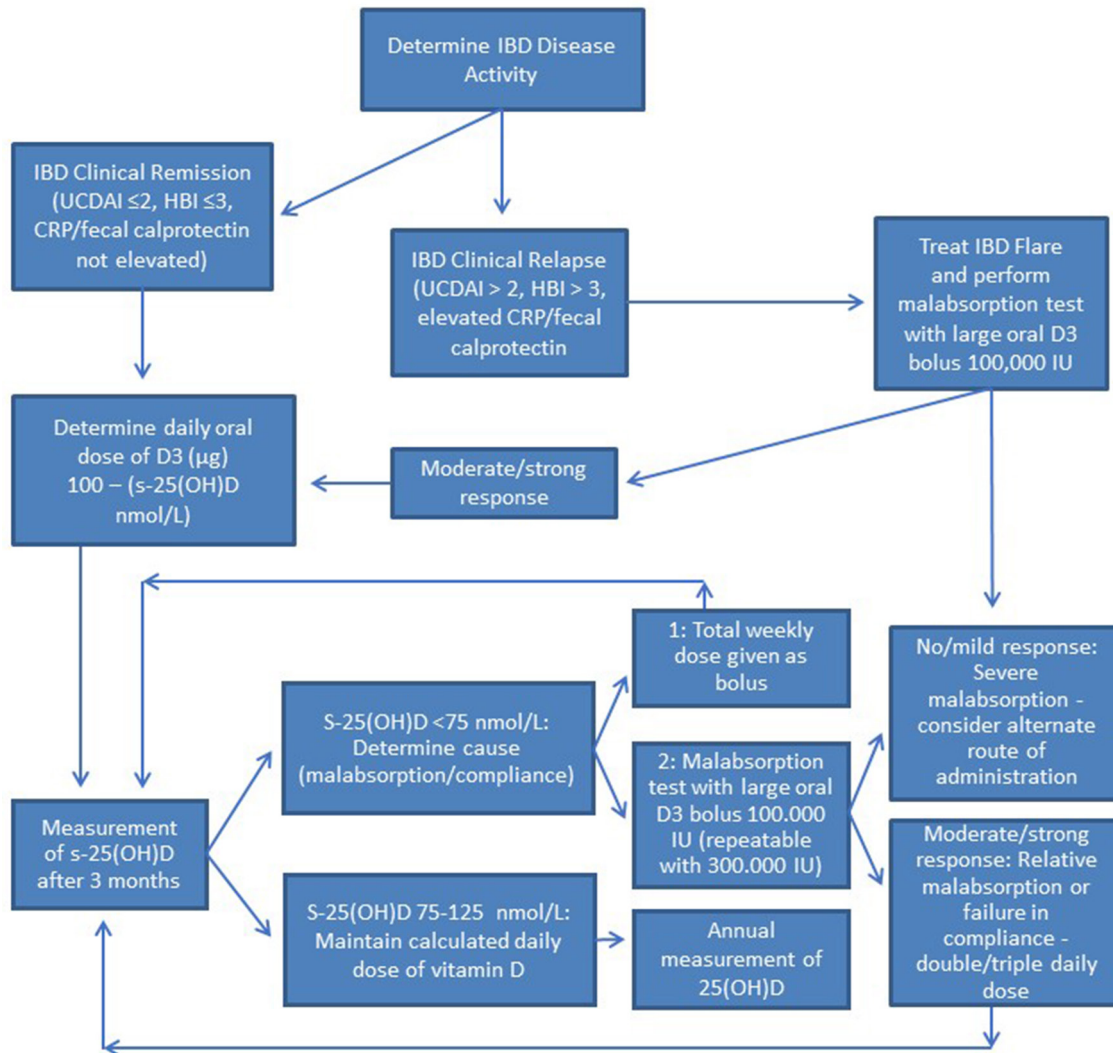 Determine IBD Disease
Activity
IBD Clinical Remission
(UCDAI ≤2, HBI ≤3,
CRP/fecal calprotectin
not elevated)
IBD Clinical Relapse
(UCDAI > 2, HBI > 3,
elevated CRP/fecal
calprotectin
Treat IBD Flare
and perform
malabsorption test
with large oral D3
bolus 100,000 IU
Determine daily oral
dose of D3 (µg)
100 – (s-25(OH)D
nmol/L)
Moderate/strong
response
1: Total weekly
dose given as
bolus
No/mild response:
Severe
malabsorption -
consider alternate
route of
administration
S-25(OH)D <75 nmol/L:
Determine cause
(malabsorption/compliance)
2: Malabsorption
test with large oral
D3 bolus 100.000
IU (repeatable
with 300.000 IU)
Measurement
of s-25(OH)D
after 3 months
Moderate/strong
response: Relative
malabsorption or
failure in
compliance -
double/triple daily
dose
S-25(OH)D 75-125 nmol/L:
Maintain calculated daily
dose of vitamin D
Annual
measurement of
25(OH)D